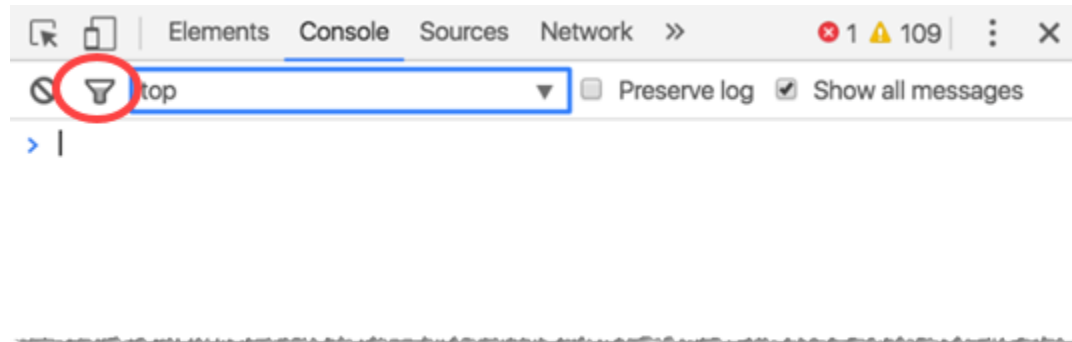 Elements Console Sources Network » 1 109
top Preserve log Show all messages
>